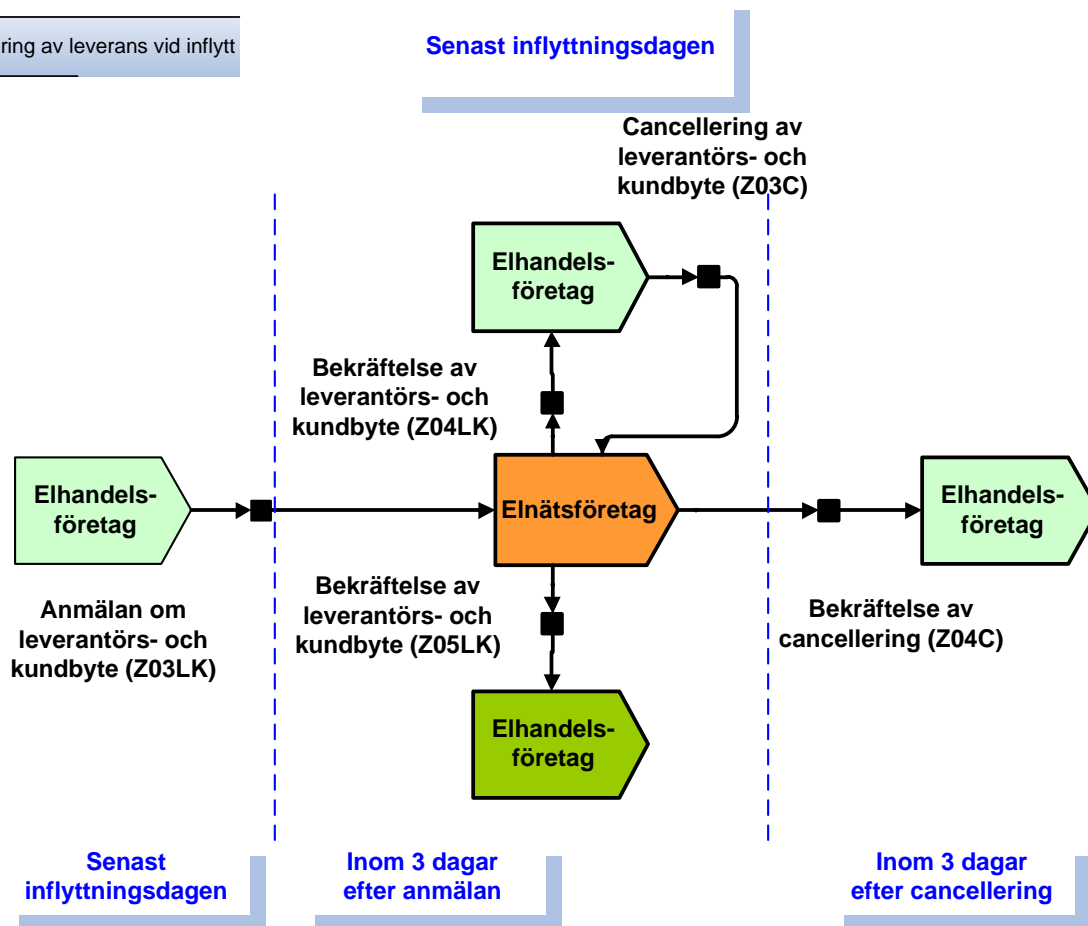 ring av leverans vid inflytt
Senast inflyttningsdagen
Cancellering av
leverantörs- och
kundbyte (Z03C)
Elhandels-
företag
Bekräftelse av
leverantörs- och
kundbyte (Z04LK)
Elhandels-
företag
Elnätsföretag
Elhandels-
företag
Anmälan om
leverantörs- och
kundbyte (Z03LK)
Bekräftelse av
leverantörs- och
kundbyte (Z05LK)
Bekräftelse av
cancellering (Z04C)
Elhandels-
företag
Senast
inflyttningsdagen
Inom 3 dagar
efter anmälan
Inom 3 dagar
efter cancellering